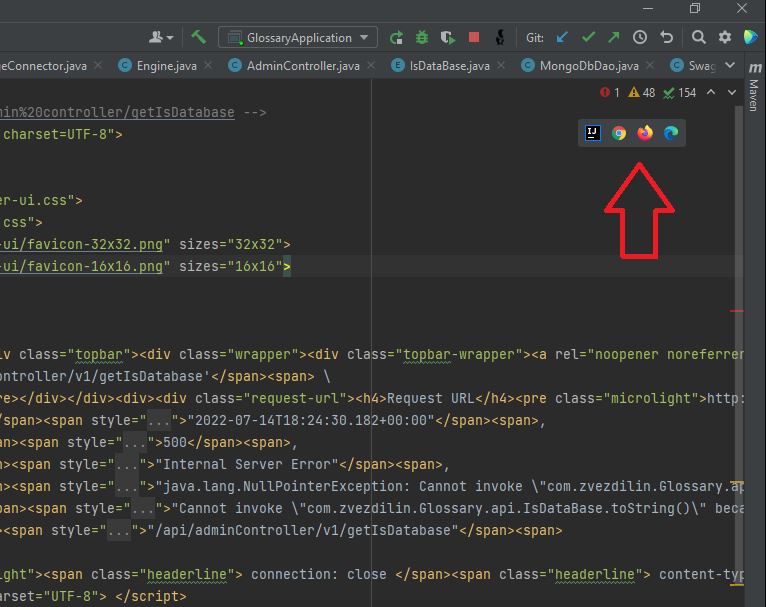 GlossaryApplication Git:
eConnector.java Engine.java AdminController.java IsDataBase.java MongoDbDao.java Swag
m
Maven
1 48 154
min%20controller/getIsDatabase -->
charset=UTF-8">
IJ
er-ui.css">
css">
-ui/favicon-32x32.png" sizes="32x32">
-ui/favicon-16x16.png" sizes="16x16">
iv class="topbar"><div class="wrapper"><div class="topbar-wrapper"><a rel="noopener noreferrer
ontroller/v1/getIsDatabase'</span><span> \
re></div></div><div><div class="request-url"><h4>Request URL</h4><pre class="microlight">http:
/span><span style="...">"2022-07-14T18:24:30.182+00:00"</span><span>,
an><span style="...">500</span><span>,
n><span style="...">"Internal Server Error"</span><span>,
n><span style="...">"java.lang.NullPointerException: Cannot invoke \"com.zvezdilin.Glossary.ap
pan><span style="...">"Cannot invoke \"com.zvezdilin.Glossary.api.IsDataBase.toString()\" beca
><span style="...">"/api/adminController/v1/getIsDatabase"</span><span>
ight"><span class="headerline"> connection: close </span><span class="headerline"> content-typ
arset="UTF-8"> </script>